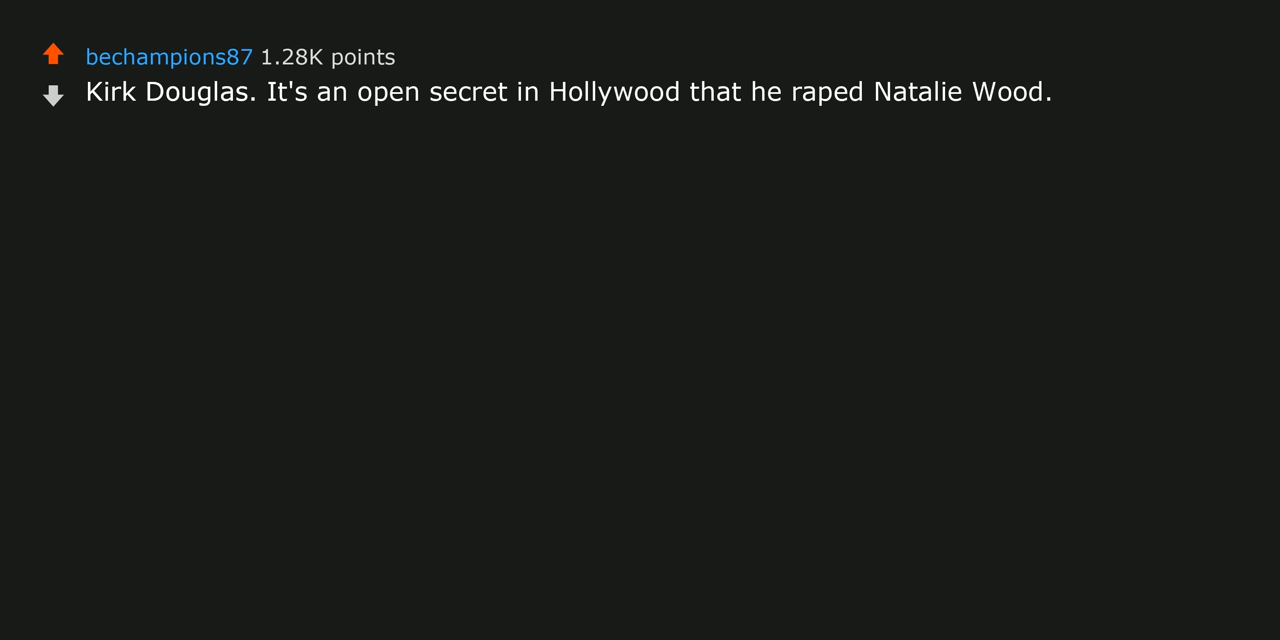 bechampions87 1.28K points
Kirk Douglas. It's an open secret in Hollywood that he raped Natalie Wood.